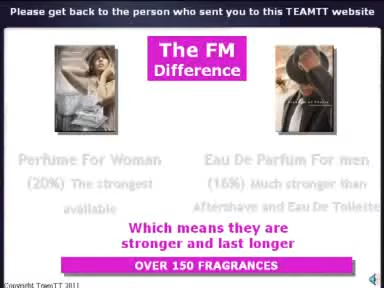 Please get back to the person who sent you to this TEAMTT website
The FM
Difference
Perfume For Woman
(20%) The strongest
available
Eau De Parfum For men
(16%) Much stronger than
Aftershave and Eau De Toilette
Which means they are
stronger and last longer
OVER 150 FRAGRANCES
Copyright TeamTT 2011